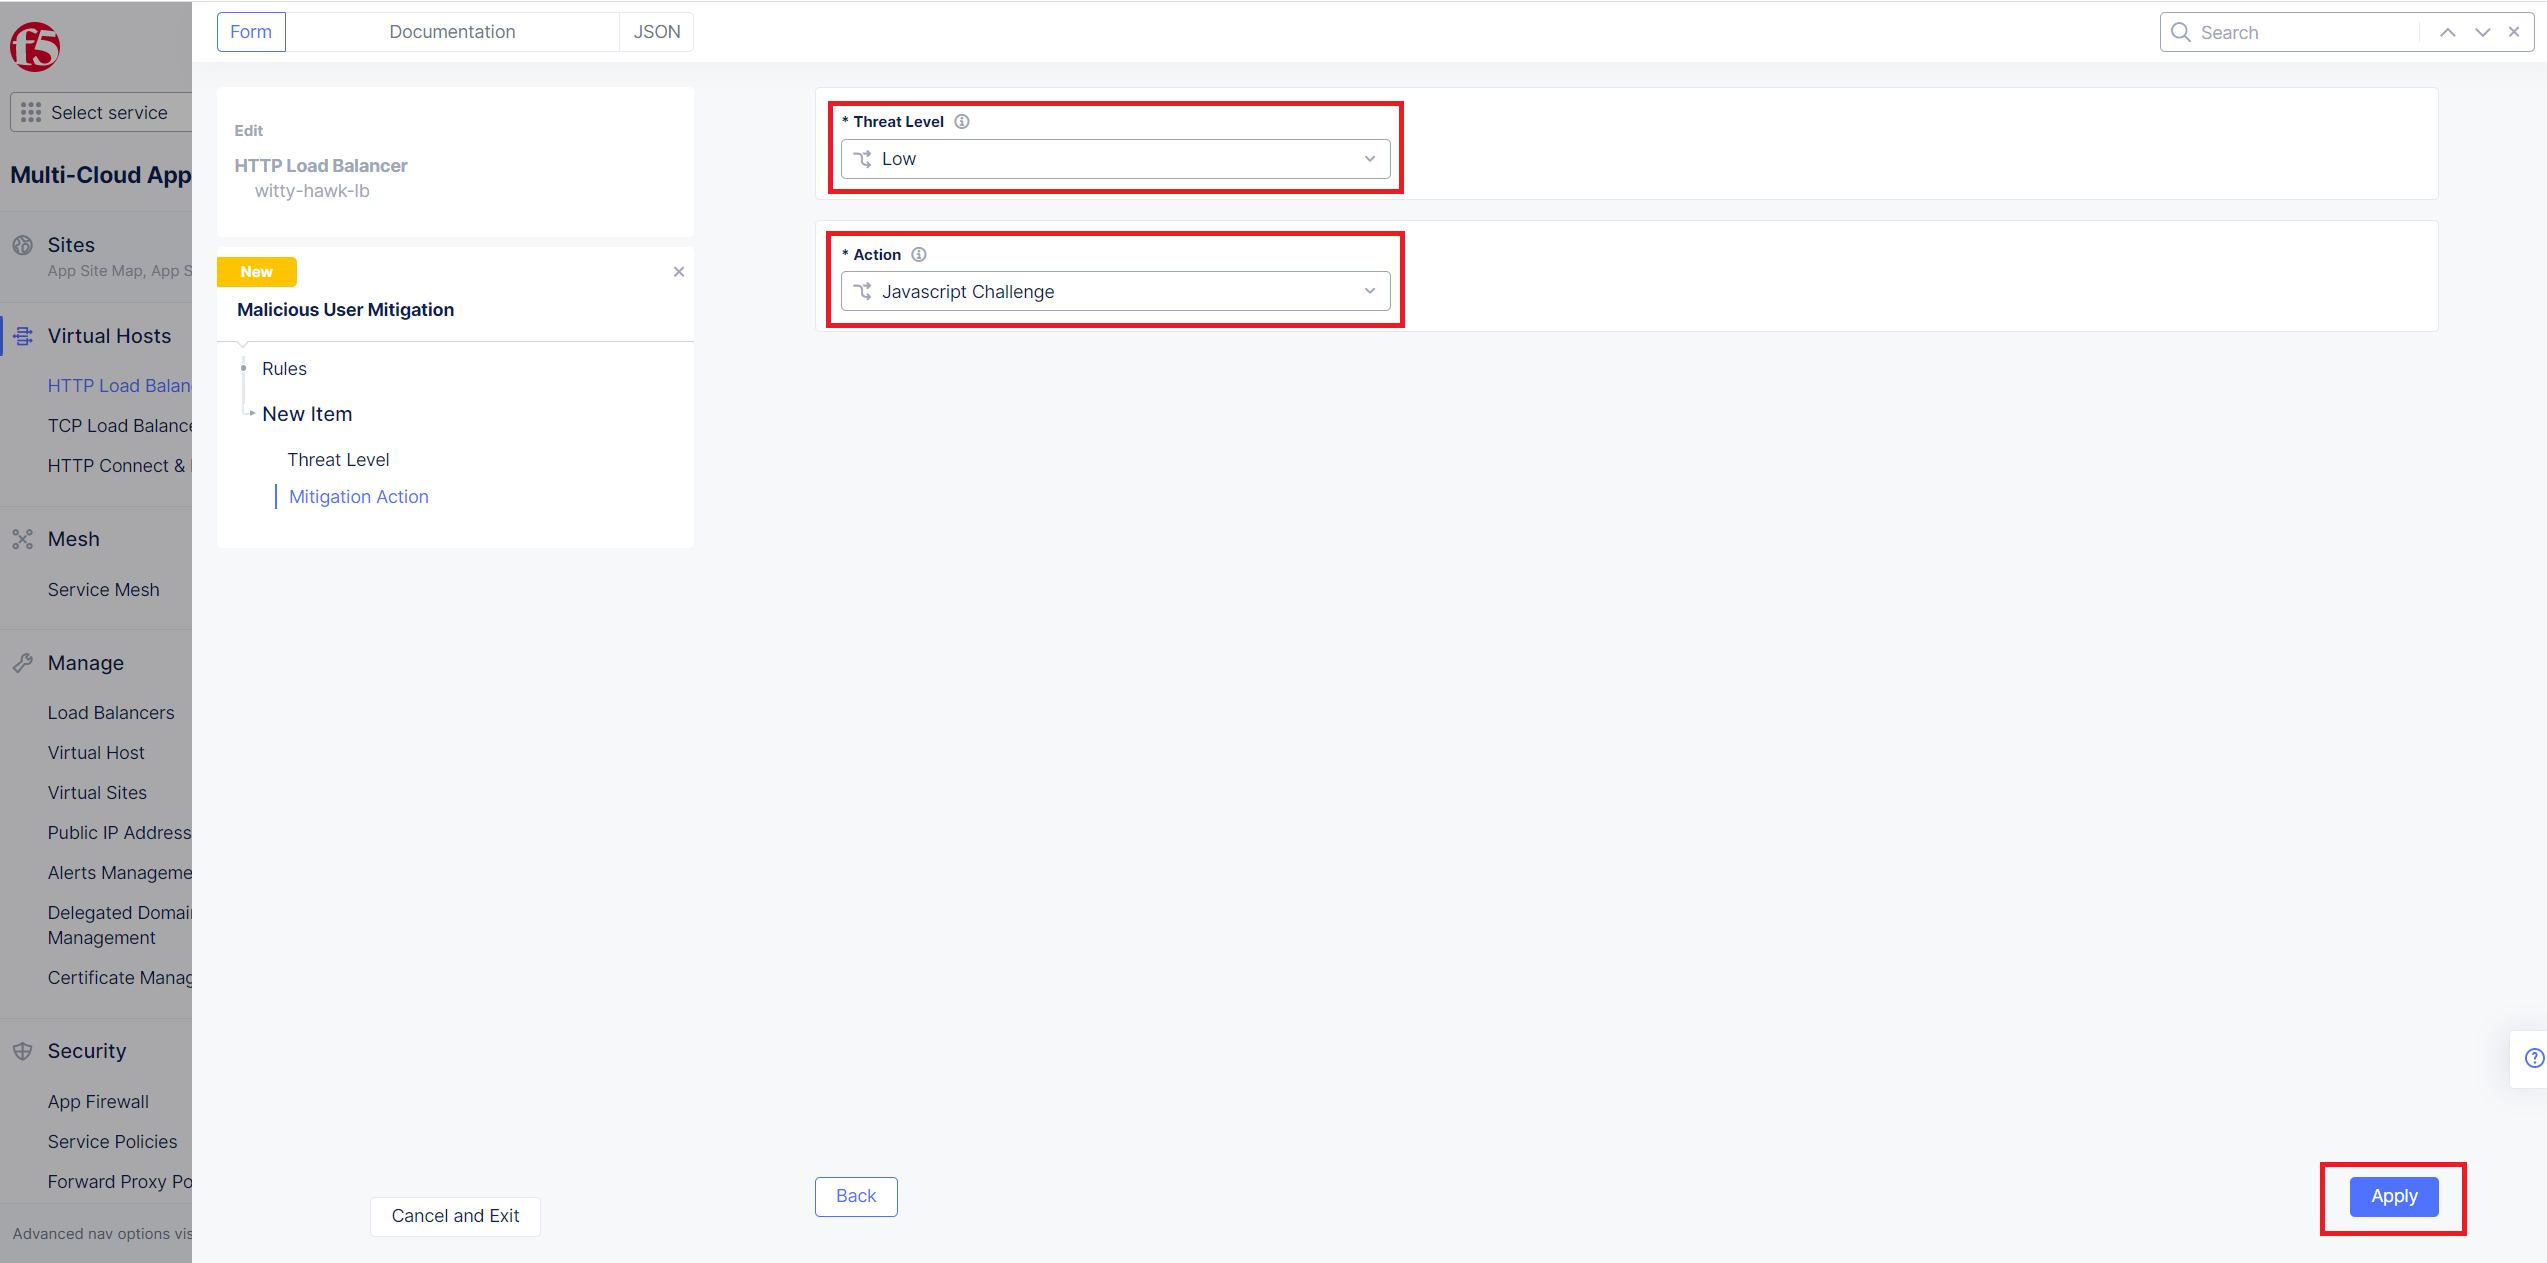 f5
Select service
Multi-Cloud App
Sites
App Site Map, App S
Virtual Hosts
HTTP Load Balan
TCP Load Balance
HTTP Connect &
Mesh
Service Mesh
Manage
Load Balancers
Virtual Host
Virtual Sites
Public IP Address
Alerts Manageme
Delegated Domai
Management
Certificate Manag
Security
App Firewall
Service Policies
Forward Proxy Po
Advanced nav options vis
Form
Documentation
JSON
Search
Edit
HTTP Load Balancer
witty-hawk-lb
New
Malicious User Mitigation
Rules
New Item
Threat Level
Mitigation Action
Cancel and Exit
* Threat Level
Low
* Action
Javascript Challenge
Back
Apply